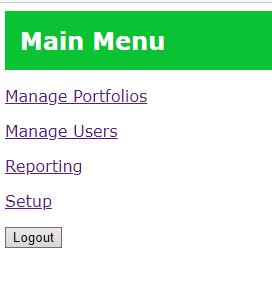 Main Menu
Manage Portfolios
Manage Users
Reporting
Setup
Logout